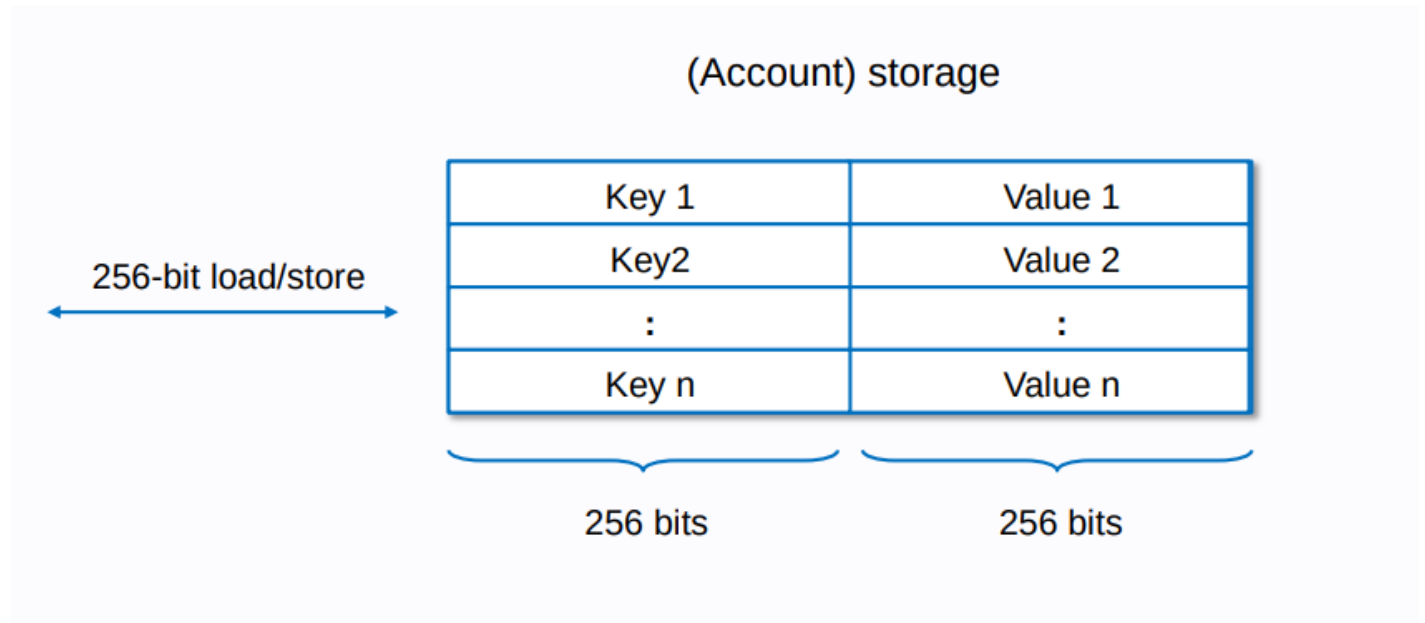 (Account) storage
Key 1 Value 1
256-bit load/store
Key2 Value 2
: :
Key n Value n
256 bits 256 bits